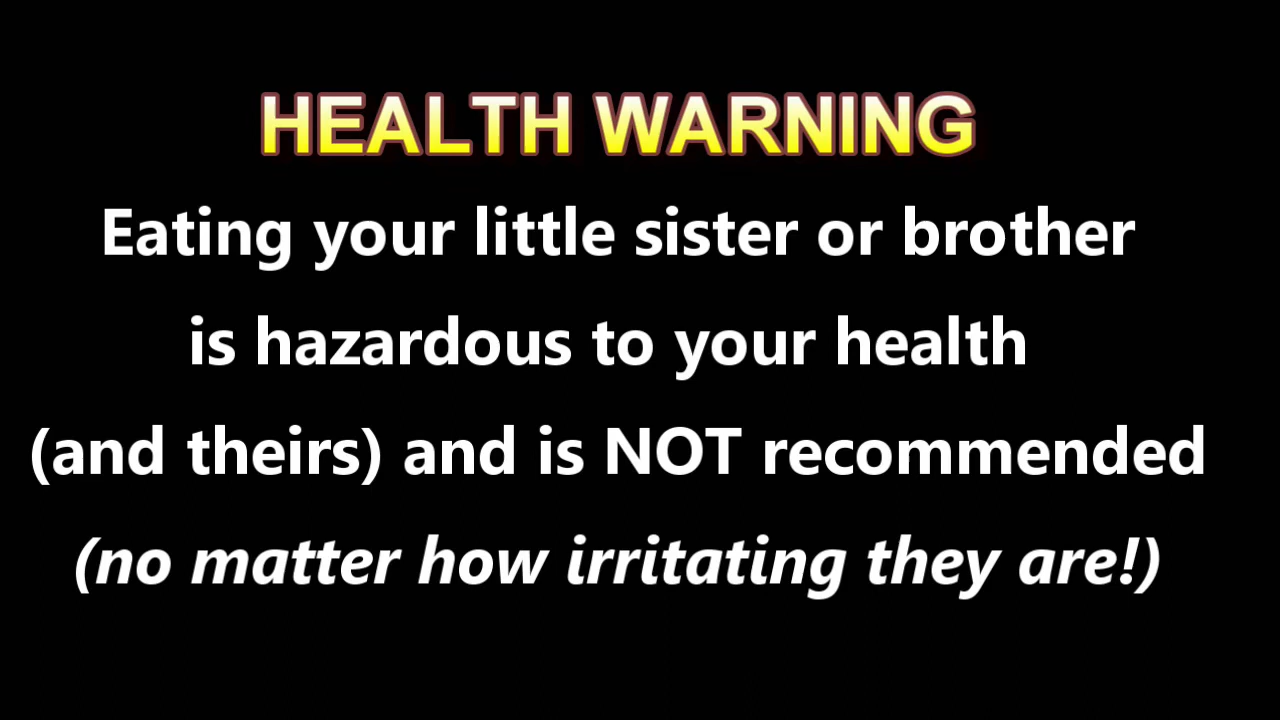 HEALTH WARNING
Eating your little sister or brother
is hazardous to your health
(and theirs) and is NOT recommended
(no matter how irritating they are!)